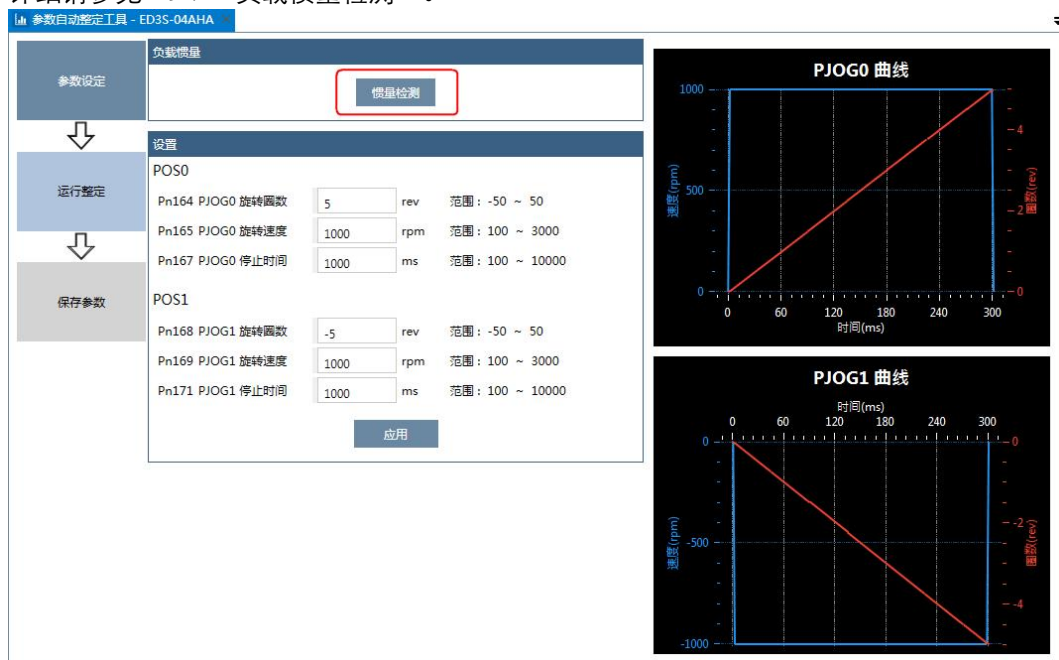 参数自动整定工具 - ED3S-04AHA
参数设定
运行整定
保存参数
负载惯量
惯量检测
设置
POS0
Pn164 PJOG0 旋转圈数 5 rev 范围：-50 ~ 50
Pn165 PJOG0 旋转速度 1000 rpm 范围：100 ~ 3000
Pn167 PJOG0 停止时间 1000 ms 范围：100 ~ 10000
POS1
Pn168 PJOG1 旋转圈数 -5 rev 范围：-50 ~ 50
Pn169 PJOG1 旋转速度 1000 rpm 范围：100 ~ 3000
Pn171 PJOG1 停止时间 1000 ms 范围：100 ~ 10000
应用
PJOG0 曲线
1000
500
0
速度(rpm)
4
2
0
圈数(rev)
0 60 120 180 240 300
时间(ms)
PJOG1 曲线
时间(ms)
0 60 120 180 240 300
0
-500
-1000
速度(rpm)
0
-2
-4
圈数(rev)